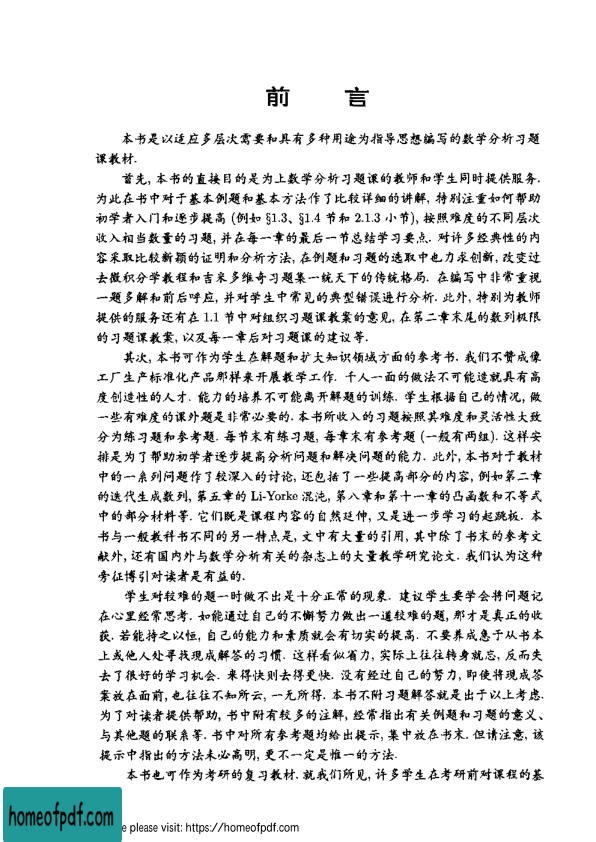 前 言
本书是以适应多层次需要和具有多种用途为指导思想编写的数学分析习题
课教材.
首先, 本书的直接目的是为上数学分析习题课的教师和学生同时提供服务.
为此在书中对于基本例题和基本方法作了比较详细的讲解, 特别注重如何帮助
初学者入门和逐步提高 (例如 §1.3、§1.4 节和 2.1.3 小节), 按照难度的不同层次
收入相当数量的习题, 并在每一章的最后一节总结学习要点. 对许多经典性的内
容采取比较新颖的证明和分析方法, 在例题和习题的选取中也力求创新, 改变过
去微积分学教程和吉米多维奇习题集一统天下的传统格局. 在编写中非常重视
一题多解和前后呼应, 并对学生中常见的典型错误进行分析. 此外, 特别为教师
提供的服务还有在 1.1 节中对组织习题课教案的意见, 在第二章末尾的数列极限
的习题课教案, 以及每一章后对习题课的建议等.
其次, 本书可作为学生在解题和扩大知识领域方面的参考书. 我们不赞成像
工厂生产标准化产品那样来开展教学工作. 千人一面的做法不可能造就具有高
度创造性的人才. 能力的培养不可能离开解题的训练. 学生根据自己的情况, 做
一些有难度的课外题是非常必要的. 本书所收入的习题按照其难度和灵活性大致
分为练习题和参考题. 每节末有练习题, 每章末有参考题 (一般有两组). 这样安
排是为了帮助初学者逐步提高分析问题和解决问题的能力. 此外, 本书对于教材
中的一系列问题作了较深入的讨论, 还包括了一些提高部分的内容, 例如第二章
的迭代生成数列, 第五章的 Li-Yorke 混沌, 第八章和第十一章的凸函数和不等式
中的部分材料等. 它们既是课程内容的自然延伸, 又是进一步学习的起跳板. 本
书与一般教科书不同的另一特点是, 文中有大量的引用, 其中除了书末的参考文
献外, 还有国内外与数学分析有关的杂志上的大量教学研究论文. 我们认为这种
旁征博引对读者是有益的.
学生对较难的题一时做不出是十分正常的现象. 建议学生要学会将问题记
在心里经常思考. 如能通过自己的不懈努力做出一道较难的题, 那才是真正的收
获. 若能持之以恒, 自己的能力和素质就会有切实的提高. 不要养成急于从书本
上或他人处寻找现成解答的习惯. 这样看似省力, 实际上往往转身就忘, 反而失
去了很好的学习机会. 来得快则去得更快. 没有经过自己的努力, 即使将现成答
案放在面前, 也往往不知所云, 一无所得. 本书不附习题解答就是出于以上考虑.
为了对读者提供帮助, 书中附有较多的注解, 经常指出有关例题和习题的意义、
与其他题的联系等. 书中对所有参考题均给出提示, 集中放在书末. 但请注意, 该
提示中指出的方法未必高明, 更不一定是惟一的方法.
本书也可作为考研的复习教材. 就我们所见, 许多学生在考研前对课程的基
homeofpdf.com
e please visit: https://homeofpdf.com